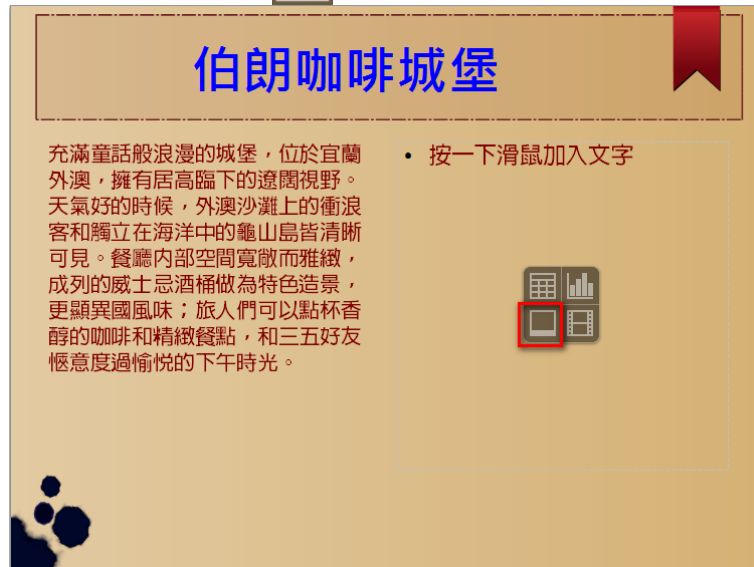 伯朗咖啡城堡
充滿童話般浪漫的城堡，位於宜蘭
外澳，擁有居高臨下的遼闊視野。
天氣好的時候，外澳沙灘上的衝浪
客和觸立在海洋中的龜山島皆清晰
可見。餐廳內部空間寬敞而雅緻，
成列的威士忌酒桶做為特色造景，
更顯異國風味；旅人們可以點杯香
醇的咖啡和精緻餐點，和三五好友
愜意度過愉悦的下午時光。
• 按一下滑鼠加入文字